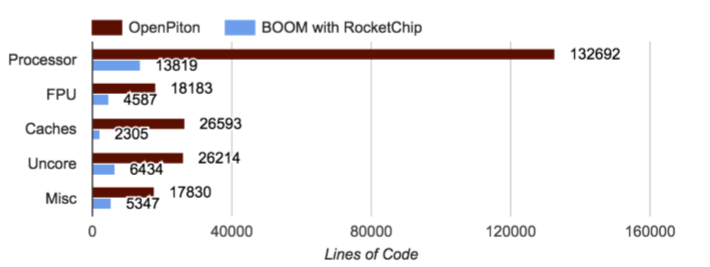 OpenPiton BOOM with RocketChip
Processor 132692
13819
FPU 18183
4587
Caches 26593
2305
Uncore 26214
6434
Misc 17830
5347
0 40000 80000 120000 160000
Lines of Code